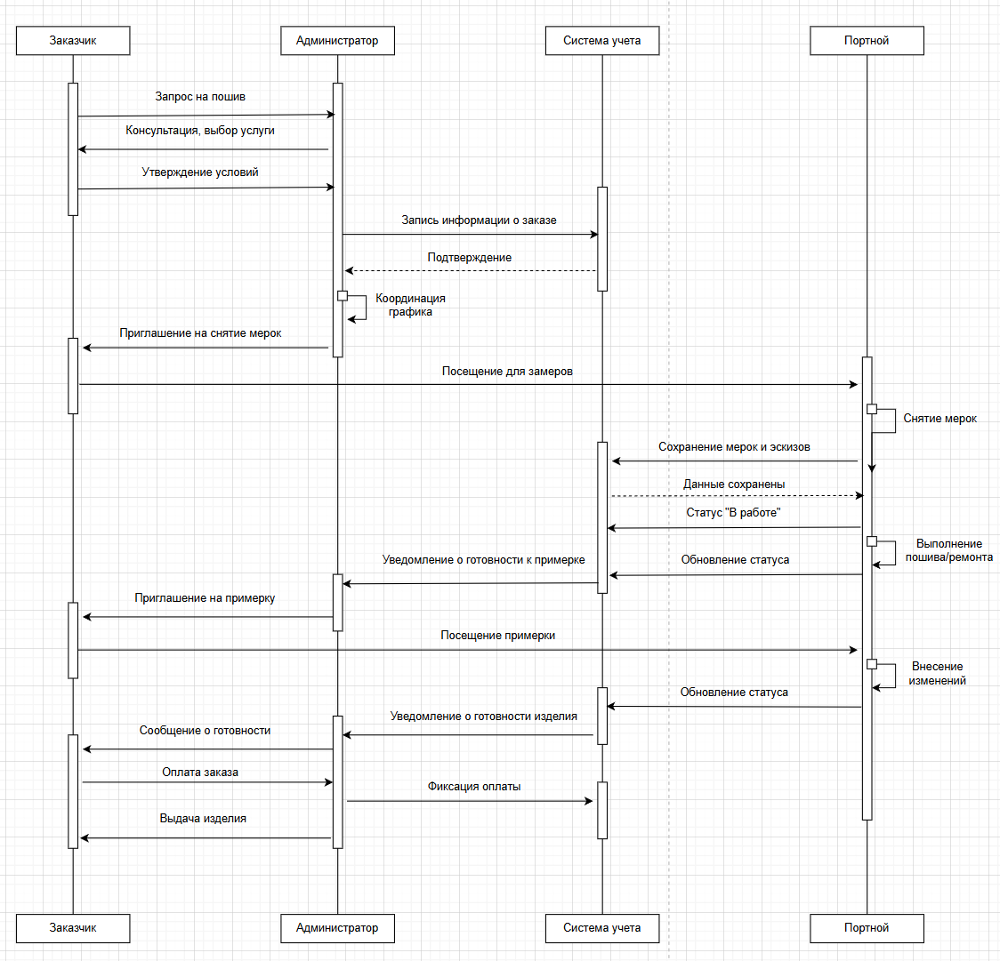 Заказчик
Администратор
Система учета
Портной
Запрос на пошив
Консультация, выбор услуги
Утверждение условий
Запись информации о заказе
Подтверждение
Координация
графика
Приглашение на снятие мерок
Посещение для замеров
Снятие мерок
Сохранение мерок и эскизов
Данные сохранены
Статус "В работе"
Выполнение
пошива/ремонта
Уведомление о готовности к примерке
Обновление статуса
Приглашение на примерку
Посещение примерки
Внесение
изменений
Обновление статуса
Уведомление о готовности изделия
Сообщение о готовности
Оплата заказа
Фиксация оплаты
Выдача изделия
Заказчик
Администратор
Система учета
Портной